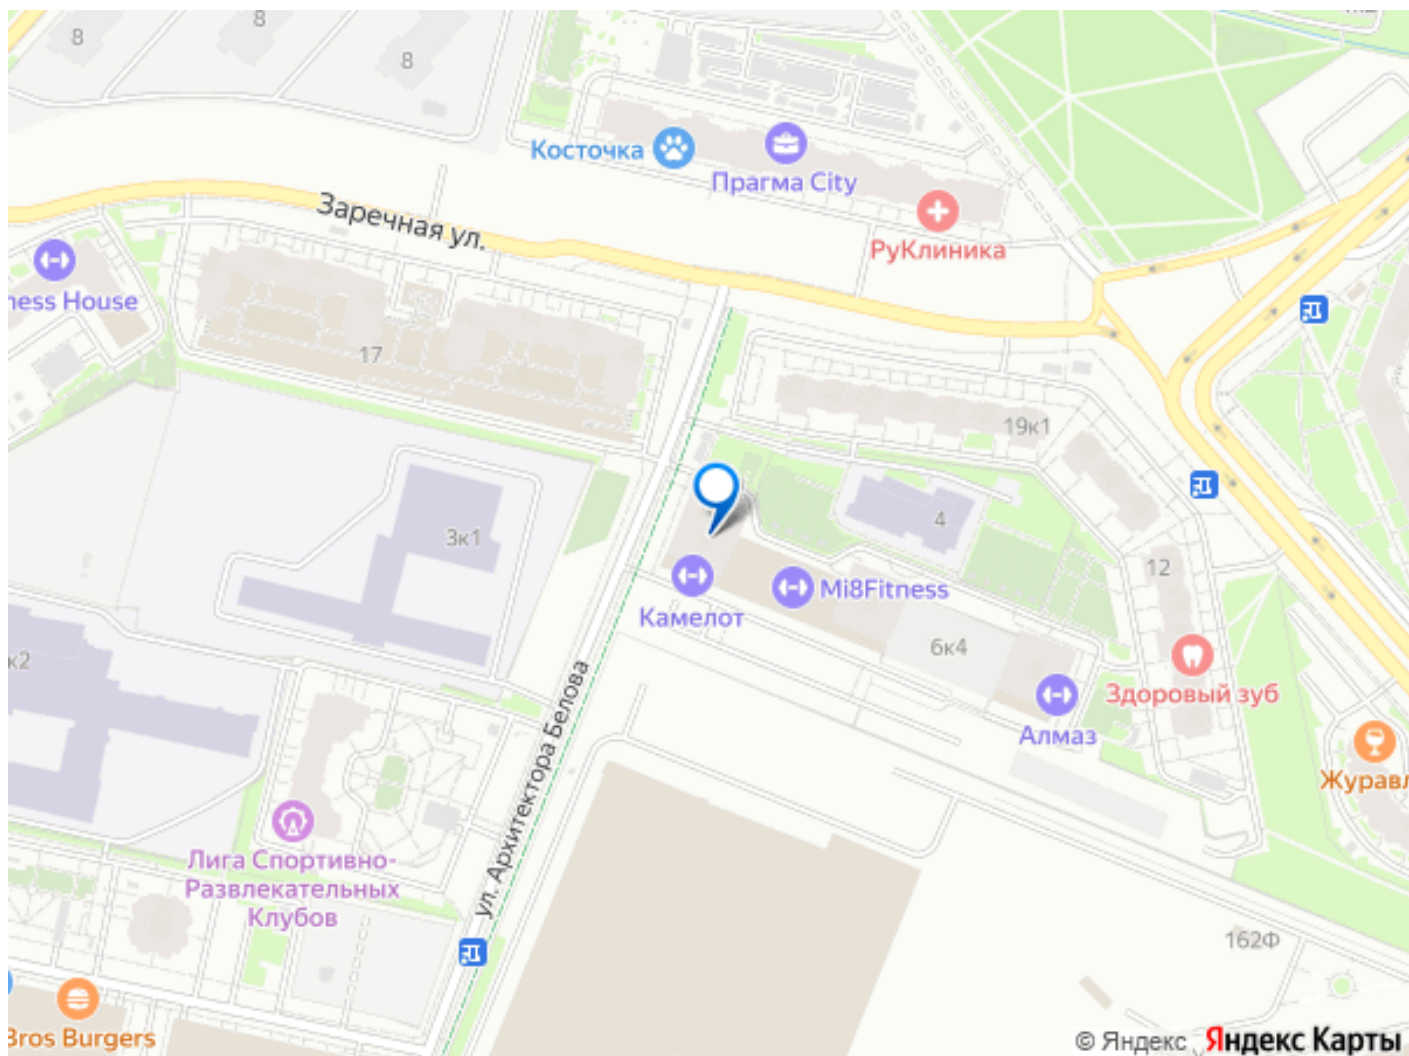 8
8
8
Косточка
Прагма City
РуКлиника
Заречная ул.
ness House
17
19к1
3к1
4
Камелот
Mi8Fitness
12
6к4
Здоровый зуб
Алмаз
к2
ул. Архитектора Белова
Журавл
Лига Спортивно-
Развлекательных
Клубов
162Ф
Bros Burgers
© Яндекс
Яндекс Карты